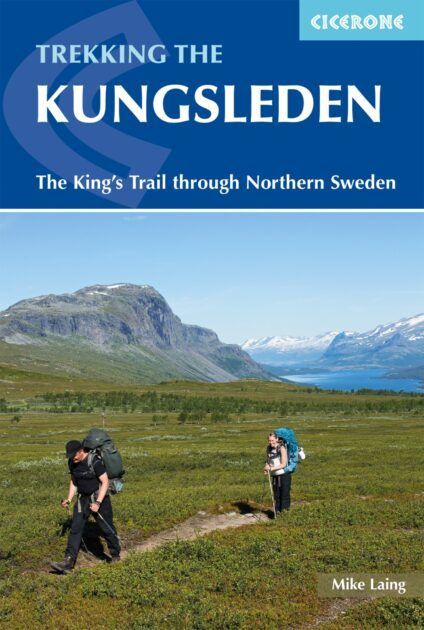 CICERONE
TREKKING THE
KUNGSLEDEN
The King's Trail through Northern Sweden
Mike Laing